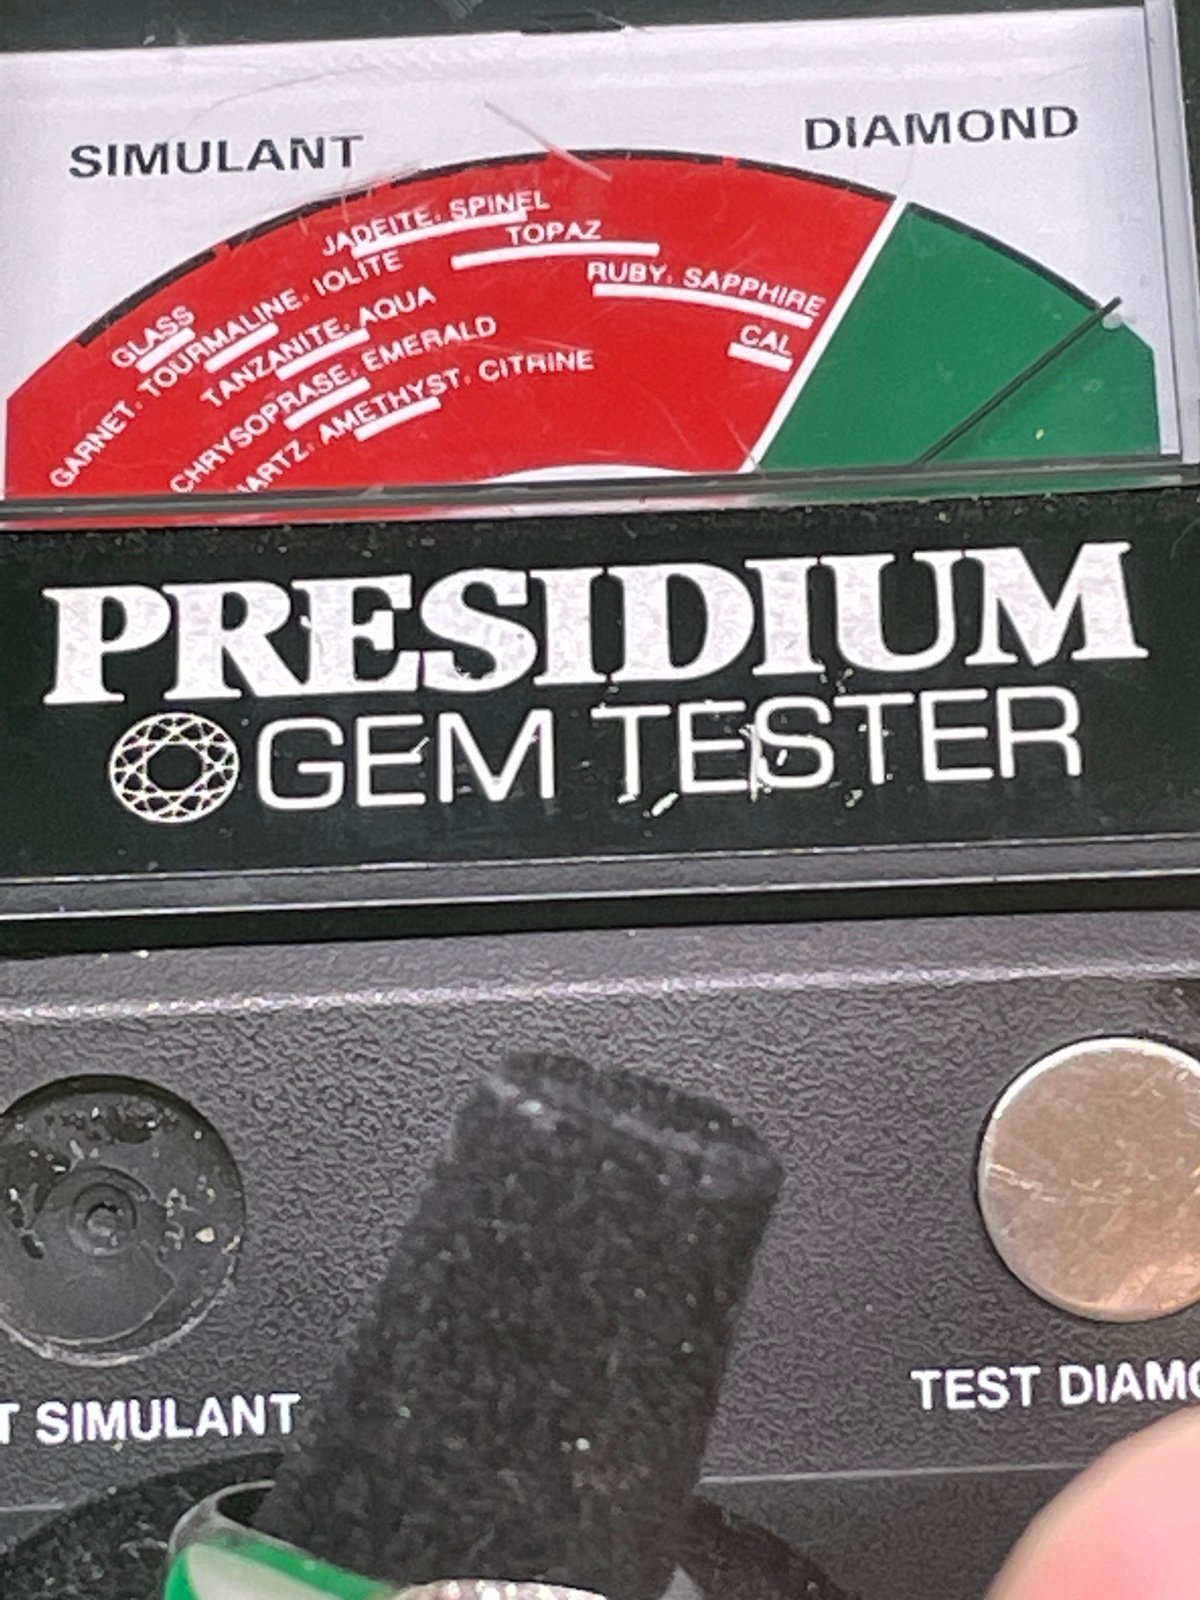 SIMULANT
DIAMOND
JADEITE, SPINEL
TOPAZ
RUBY, SAPPHIRE
CAL
GLASS
GARNET, TOURMALINE, IOLITE
TANZANITE, AQUA
CHRYSOPRASE, EMERALD
ARTZ, AMETHYST, CITRINE
PRESIDIUM
GEM TESTER
T SIMULANT
TEST DIAMO